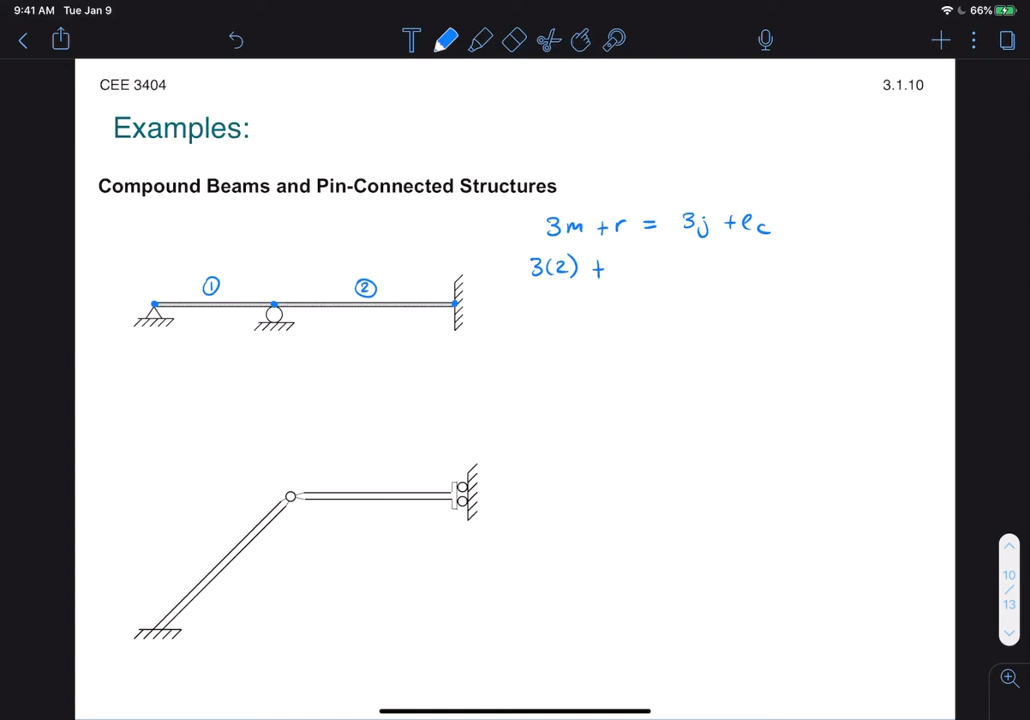 9:41 AM Tue Jan 9
66%
T
CEE 3404
3.1.10
Examples:
Compound Beams and Pin-Connected Structures
3m + r = 3j + ec
3(2) +
① ②
10
/
13